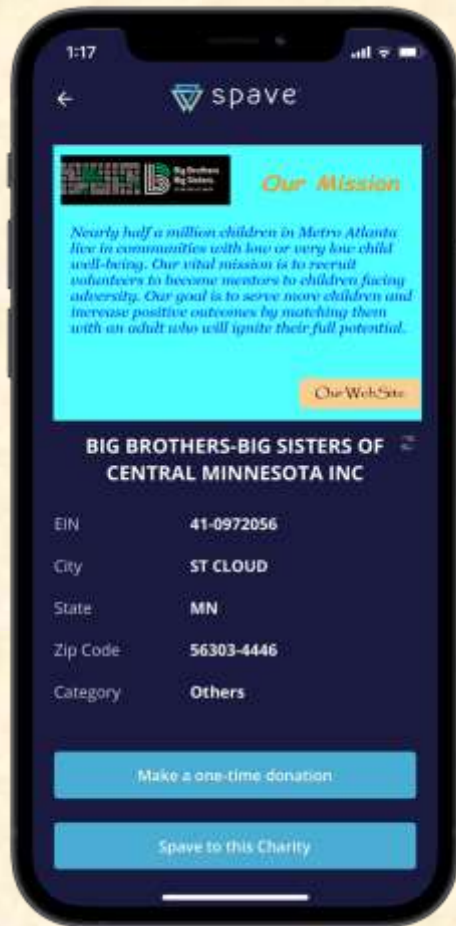 1:17
spave
Big Brothers
Big Sisters
Our Mission
Nearly half a million children in Metro Atlanta
live in communities with low or very low child
well-being. Our vital mission is to recruit
volunteers to become mentors to children facing
adversity. Our goal is to serve more children and
increase positive outcomes by matching them
with an adult who will ignite their full potential.
Our WebSite
BIG BROTHERS-BIG SISTERS OF
CENTRAL MINNESOTA INC
EIN 41-0972056
City ST CLOUD
State MN
Zip Code 56303-4446
Category Others
Make a one-time donation
Spave to this Charity